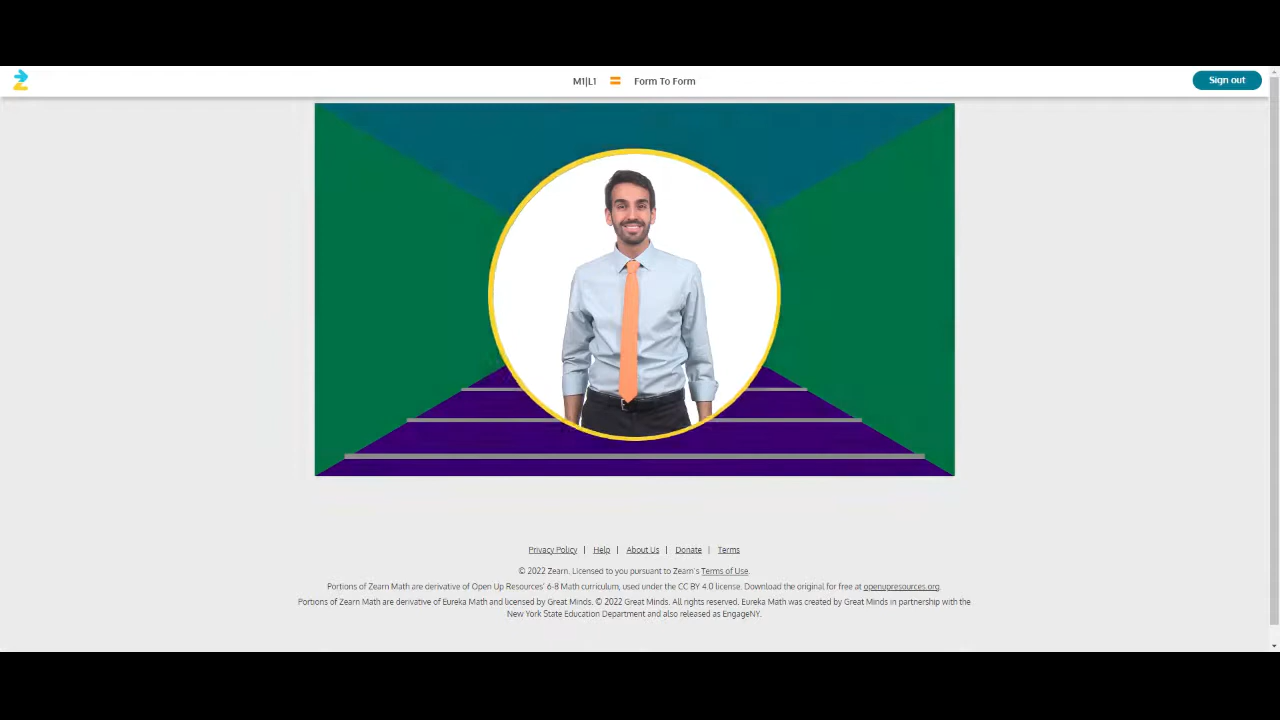 M1|L1 = Form To Form
Sign out
Privacy Policy | Help | About Us | Donate | Terms
© 2022 Zearn. Licensed to you pursuant to Zearn's Terms of Use.
Portions of Zearn Math are derivative of Open Up Resources' 6-8 Math curriculum, used under the CC BY 4.0 license. Download the original for free at openupresources.org.
Portions of Zearn Math are derivative of Eureka Math and licensed by Great Minds. © 2022 Great Minds. All rights reserved. Eureka Math was created by Great Minds in partnership with the
New York State Education Department and also released as EngageNY.